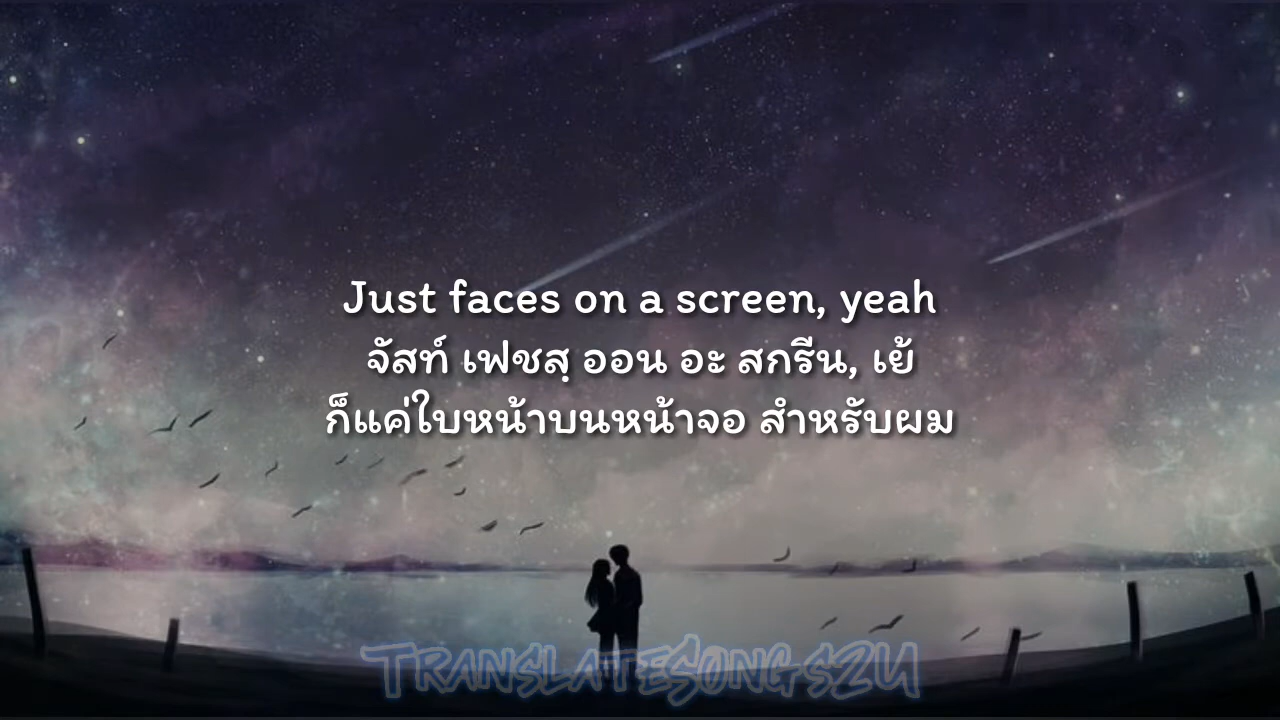 Just faces on a screen, yeah
จัสท์ เฟซสฺ ออน อะ สกรีน, เย้
ก็แค่ใบหน้าบนหน้าจอ สำหรับผม
TRANSLATESONGS2U